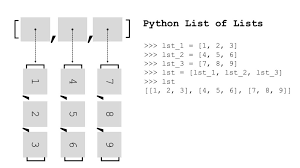 Python List of Lists
>>> lst_1 = [1, 2, 3]
>>> lst_2 = [4, 5, 6]
>>> lst_3 = [7, 8, 9]
>>> lst = [lst_1, lst_2, lst_3]
>>> lst
[[1, 2, 3], [4, 5, 6], [7, 8, 9]]
[ , , ]
1 4 7
2 5 8
3 6 9